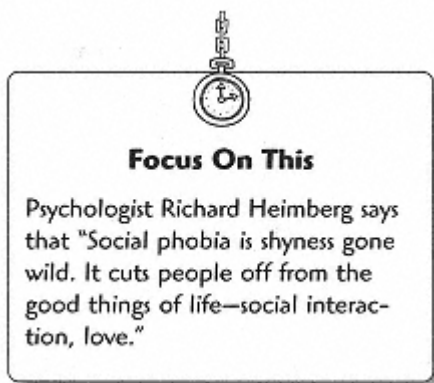 Focus On This
Psychologist Richard Heimberg says
that "Social phobia is shyness gone
wild. It cuts people off from the
good things of life—social interac-
tion, love."